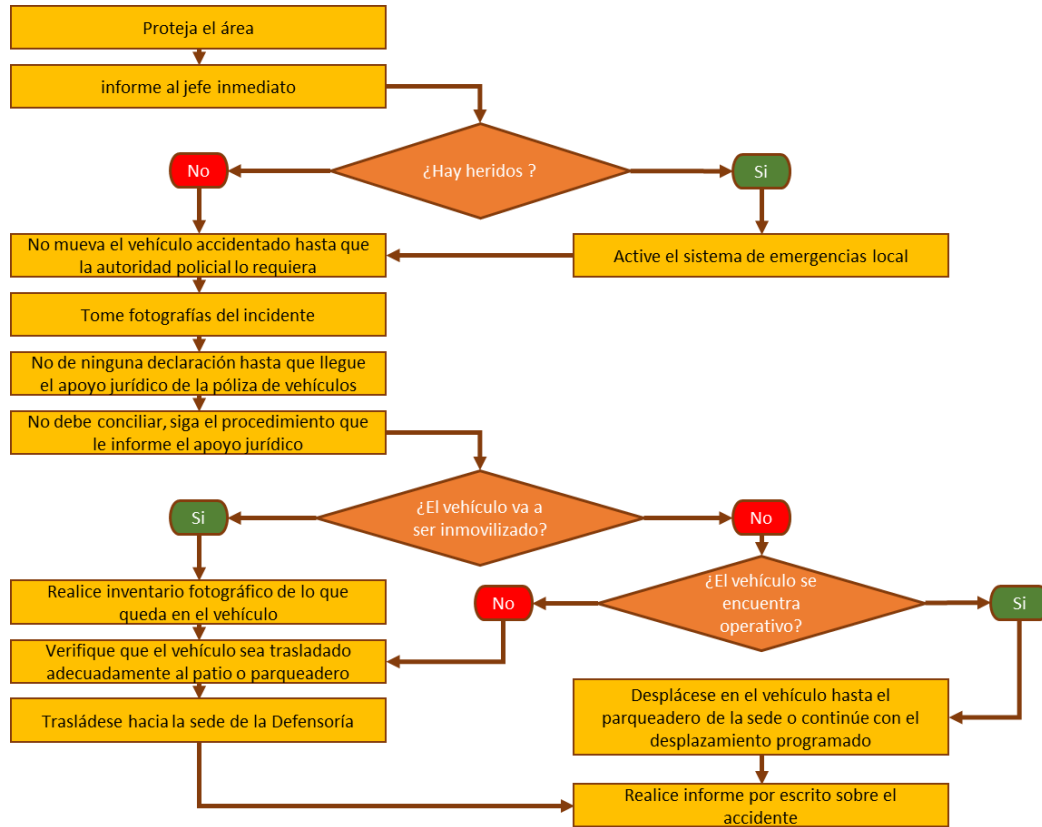 Proteja el área
informe al jefe inmediato
¿Hay heridos ?
No
Si
No mueva el vehículo accidentado hasta que
la autoridad policial lo requiera
Active el sistema de emergencias local
Tome fotografías del incidente
No de ninguna declaración hasta que llegue
el apoyo jurídico de la póliza de vehículos
No debe conciliar, siga el procedimiento que
le informe el apoyo jurídico
¿El vehículo va a
ser inmovilizado?
Si
No
Realice inventario fotográfico de lo que
queda en el vehículo
¿El vehículo se
encuentra
operativo?
No
Si
Verifique que el vehículo sea trasladado
adecuadamente al patio o parqueadero
Trasládese hacia la sede de la Defensoría
Desplácese en el vehículo hasta el
parqueadero de la sede o continúe con el
desplazamiento programado
Realice informe por escrito sobre el
accidente